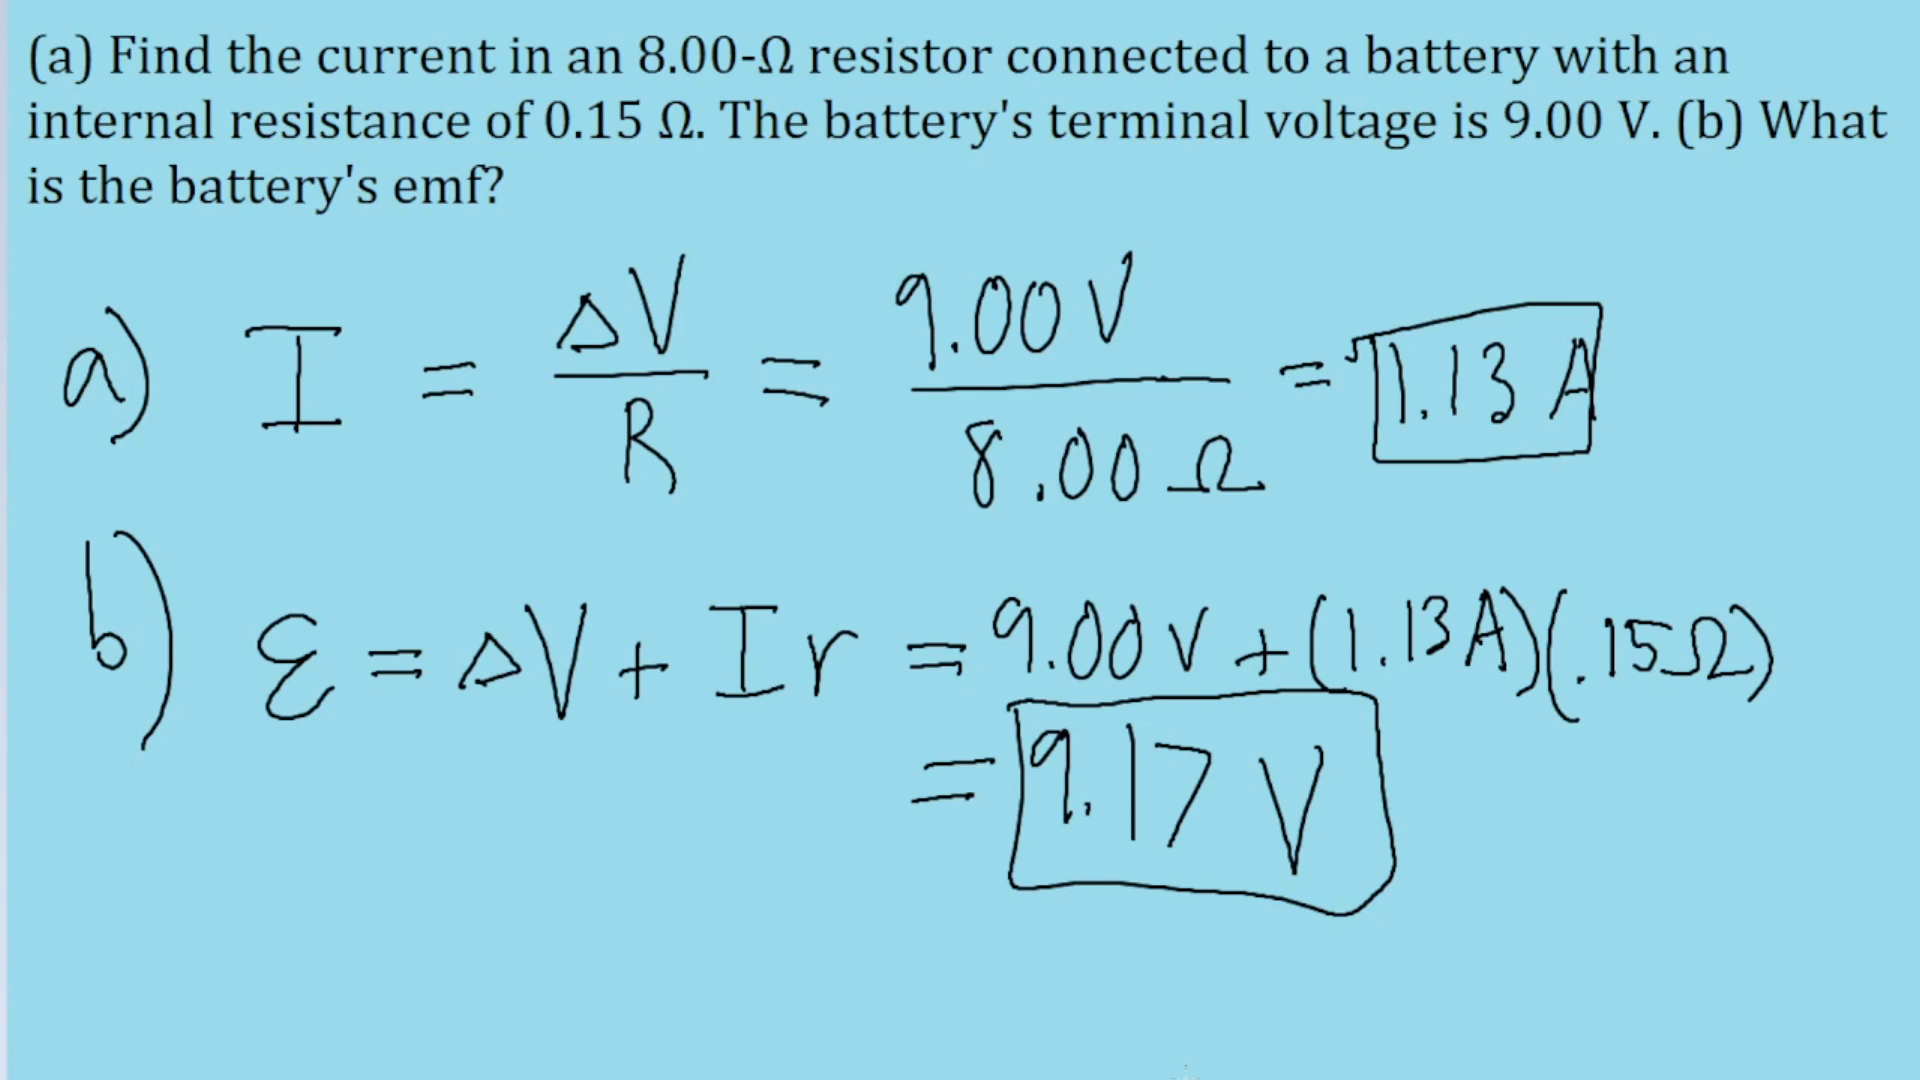 (a) Find the current in an 8.00-Ω resistor connected to a battery with an
internal resistance of 0.15 Ω. The battery's terminal voltage is 9.00 V. (b) What
is the battery's emf?
a) I = ΔV/R = 9.00 V/8.00 Ω = 1.13 A
b) ℰ = ΔV + Ir = 9.00 V + (1.13 A)(.15 Ω)
= 9.17 V